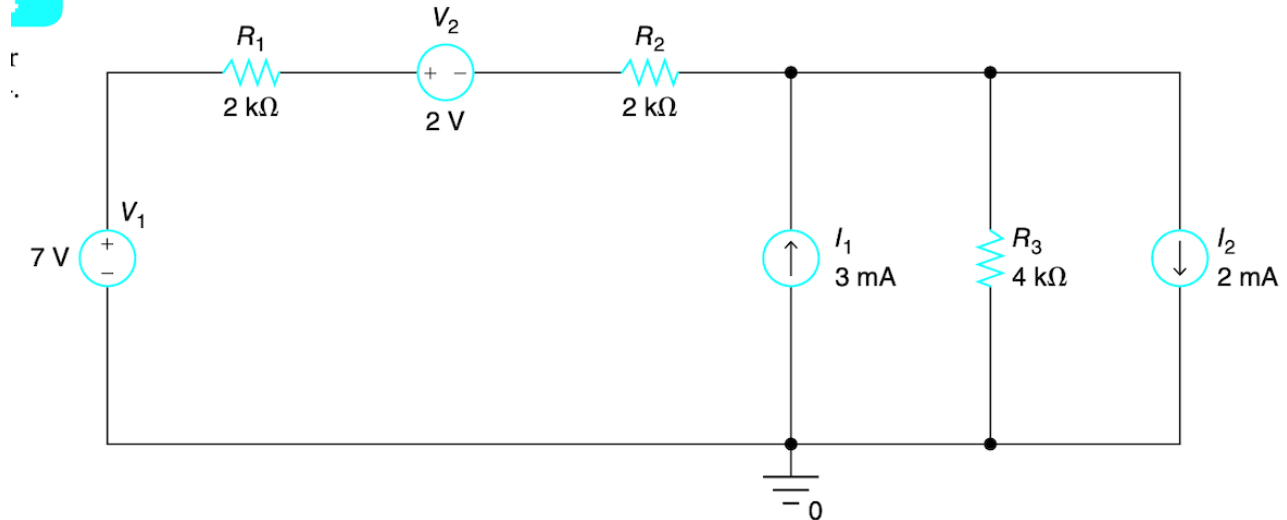 r
.
R1
2 kΩ
V2
+ −
2 V
R2
2 kΩ
7 V
+
−
V1
I1
3 mA
R3
4 kΩ
I2
2 mA
0